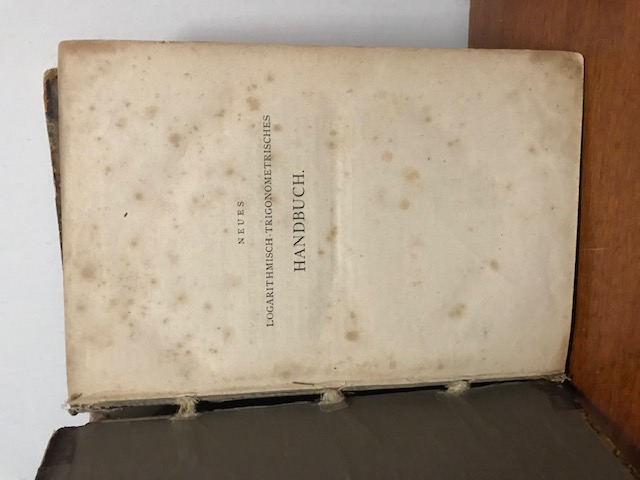 NEUES
LOGARITHMISCH-TRIGONOMETRISCHES
HANDBUCH.